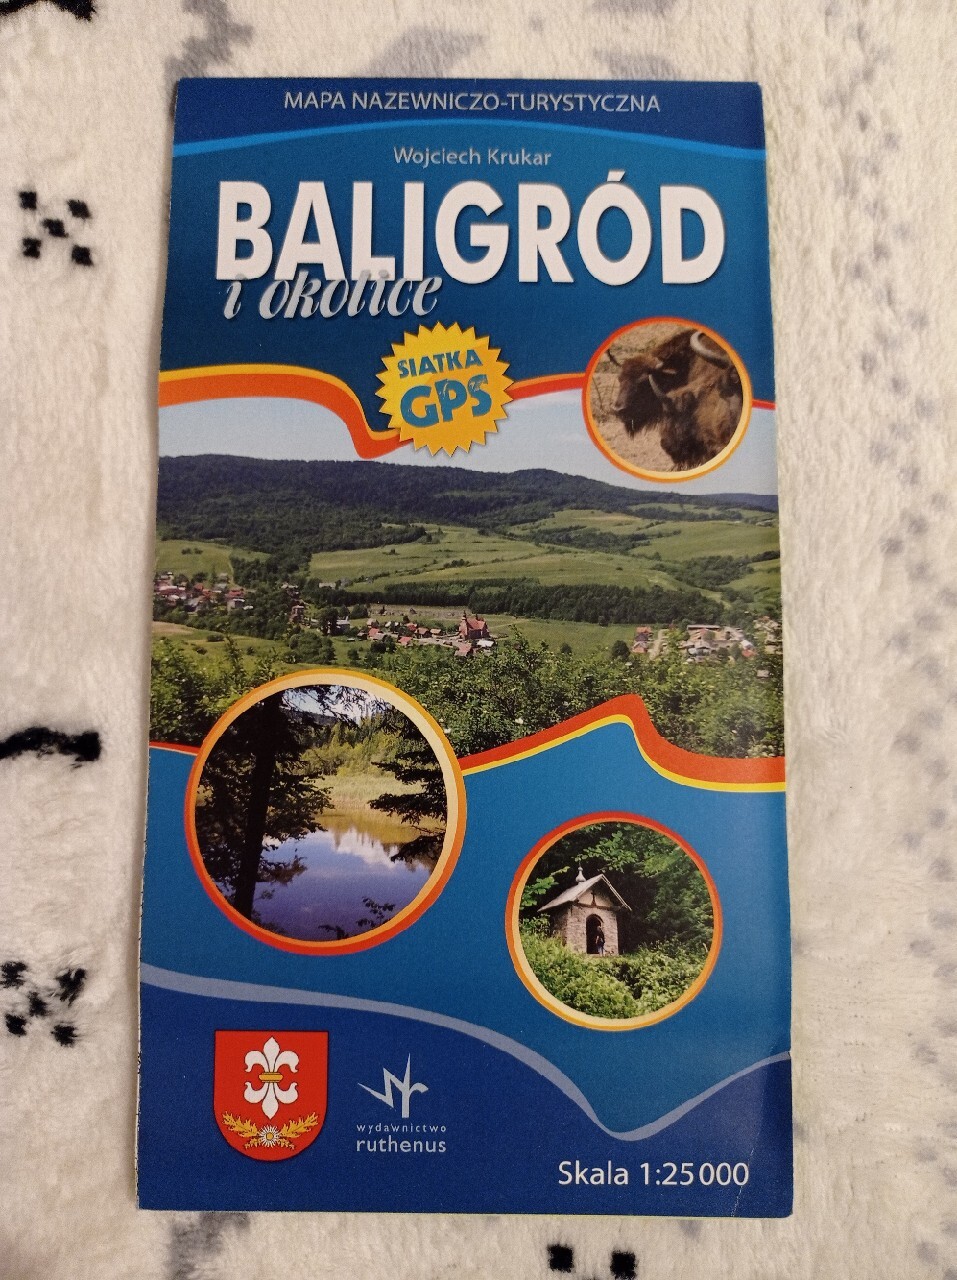 MAPA NAZEWNICZO-TURYSTYCZNA
Wojciech Krukar
BALIGRÓD
i okolice
SIATKA
GPS
wydawnictwo
ruthenus
Skala 1:25 000